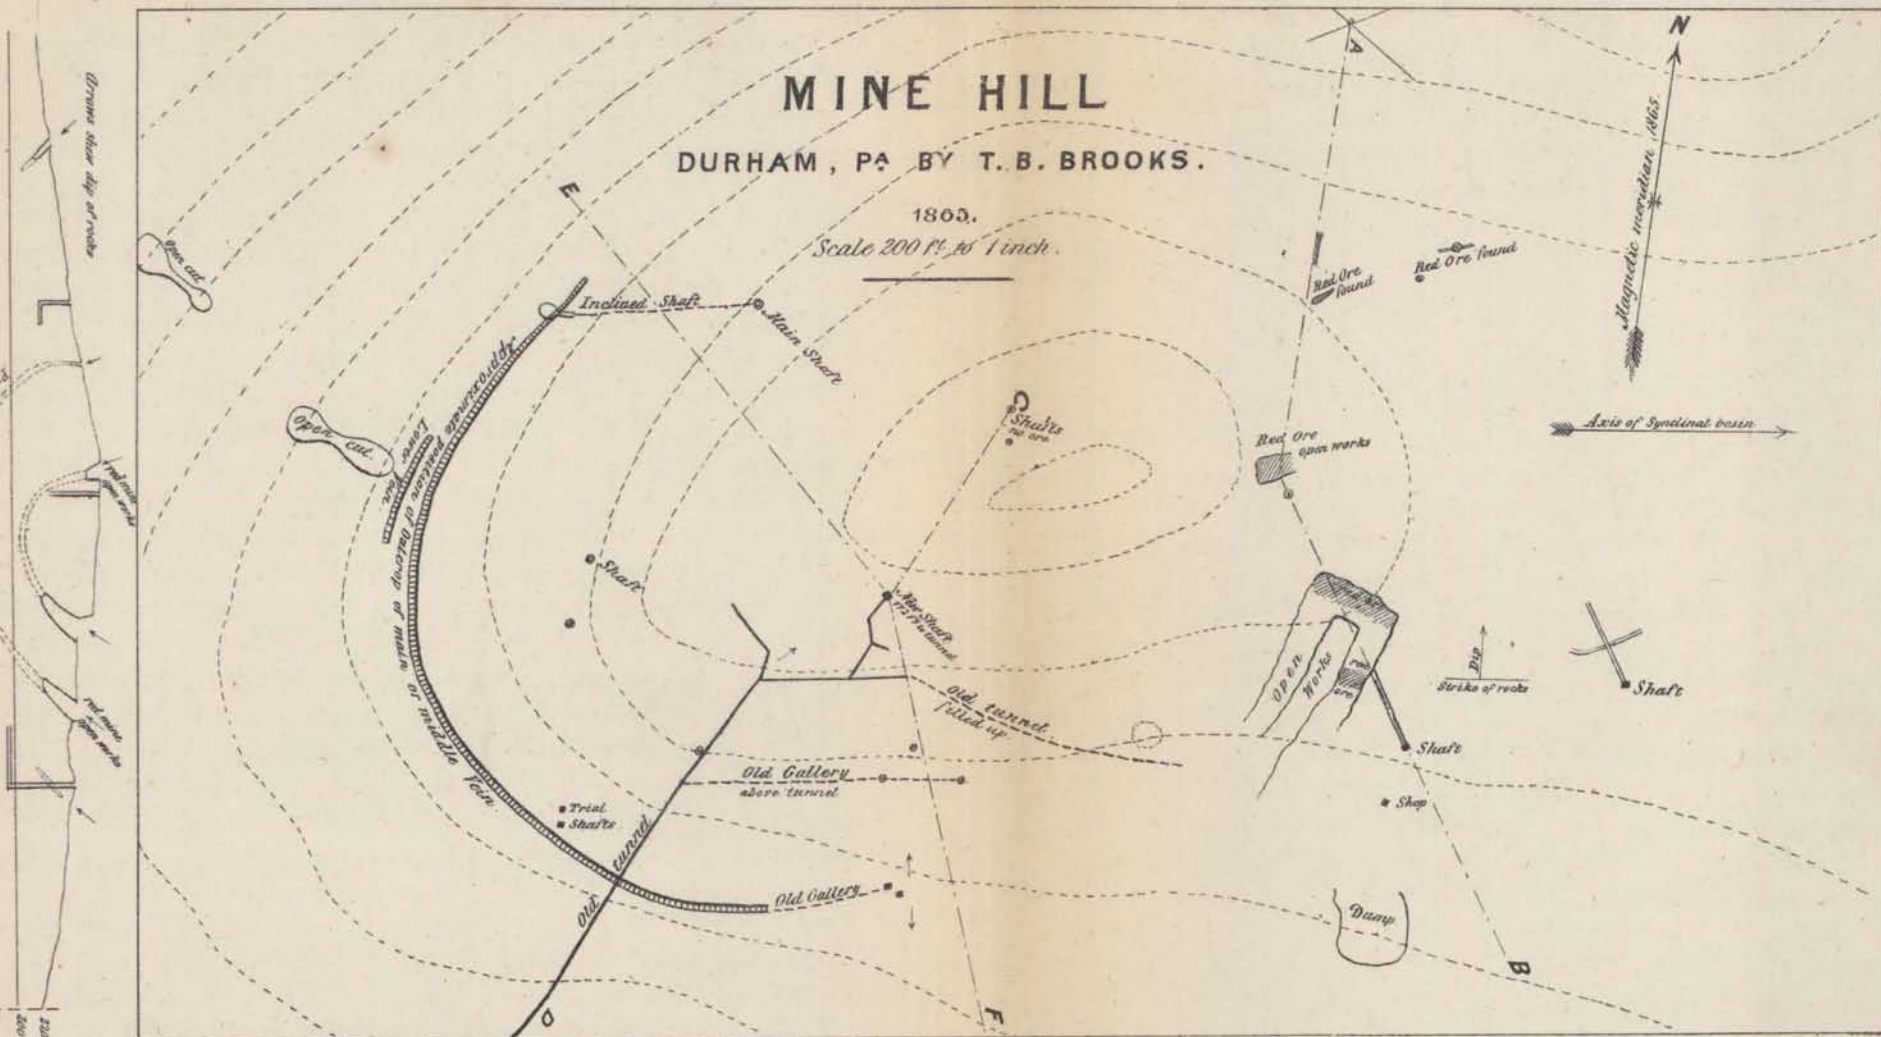 MINE HILL
DURHAM, PA BY T. B. BROOKS.
1865.
Scale 200 Ft. to 1 inch.
Arrows show dip of rocks
red mine
open works
red mine
open works
200
N
Magnetic meridian 1865.
Axis of Synclinal basin
A
E
C
B
F
D
open cut
open cut.
Inclined Shaft
Main Shaft
Approximate position of Outcrop of main or middle Vein
Lower Vein.
Shafts
no ore
Red Ore
found
Red Ore found
Red Ore
open works
Shaft
New Shaft
Old tunnel
filled up
Old Gallery
above tunnel
Trial
Shafts
Old tunnel
Old Gallery
Open
Works
red
ore
Dip
Strike of rocks
Shaft
Shaft
Shop
Dump